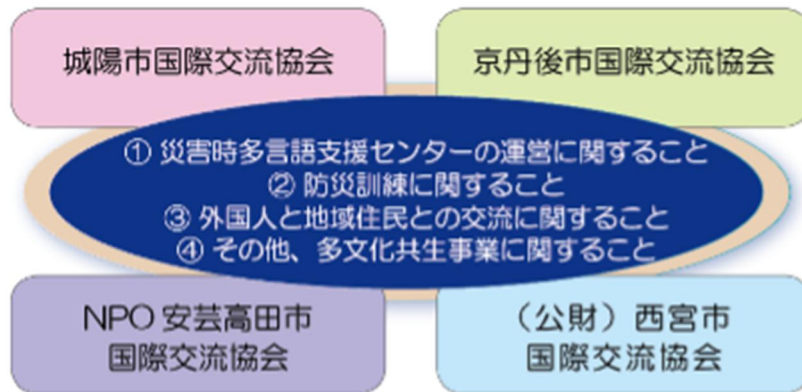 城陽市国際交流協会
京丹後市国際交流協会
① 災害時多言語支援センターの運営に関すること
② 防災訓練に関すること
③ 外国人と地域住民との交流に関すること
④ その他、多文化共生事業に関すること
NPO 安芸高田市
国際交流協会
（公財）西宮市
国際交流協会